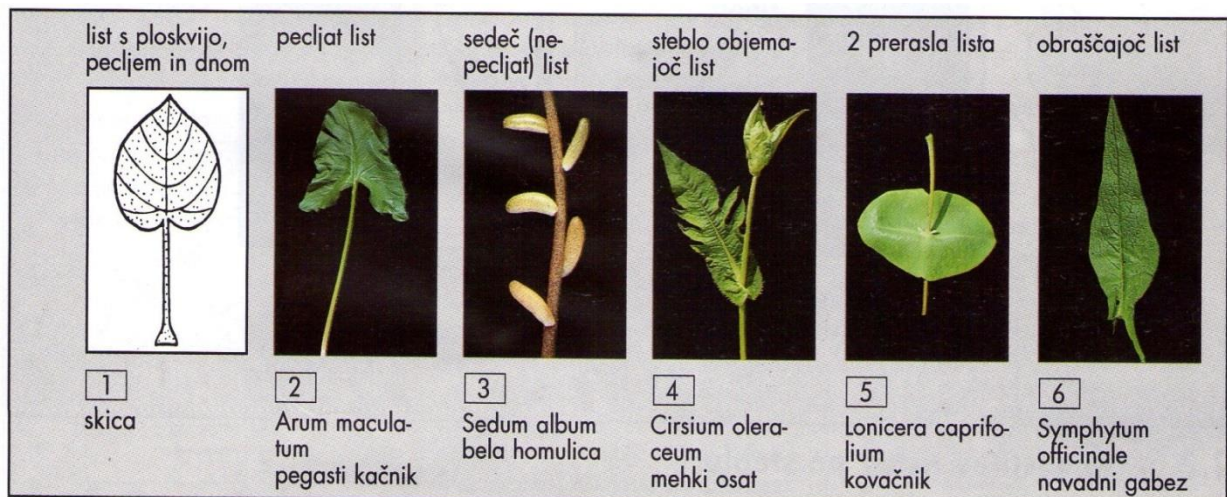 list s ploskvijo,
pecljem in dnom
pecljat list
sedeč (ne-
pecljat) list
steblo objema-
joč list
2 prerasla lista
obraščajoč list
1
skica
2
Arum macula-
tum
pegasti kačnik
3
Sedum album
bela homulica
4
Cirsium olera-
ceum
mehki osat
5
Lonicera caprifo-
lium
kovačnik
6
Symphytum
officinale
navadni gabez